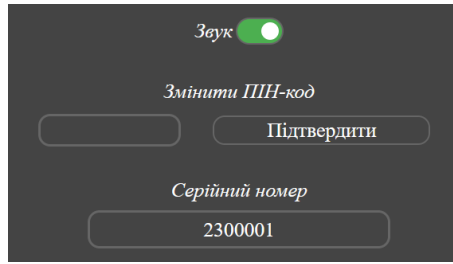 Звук
Змінити ПІН-код
Підтвердити
Серійний номер
2300001